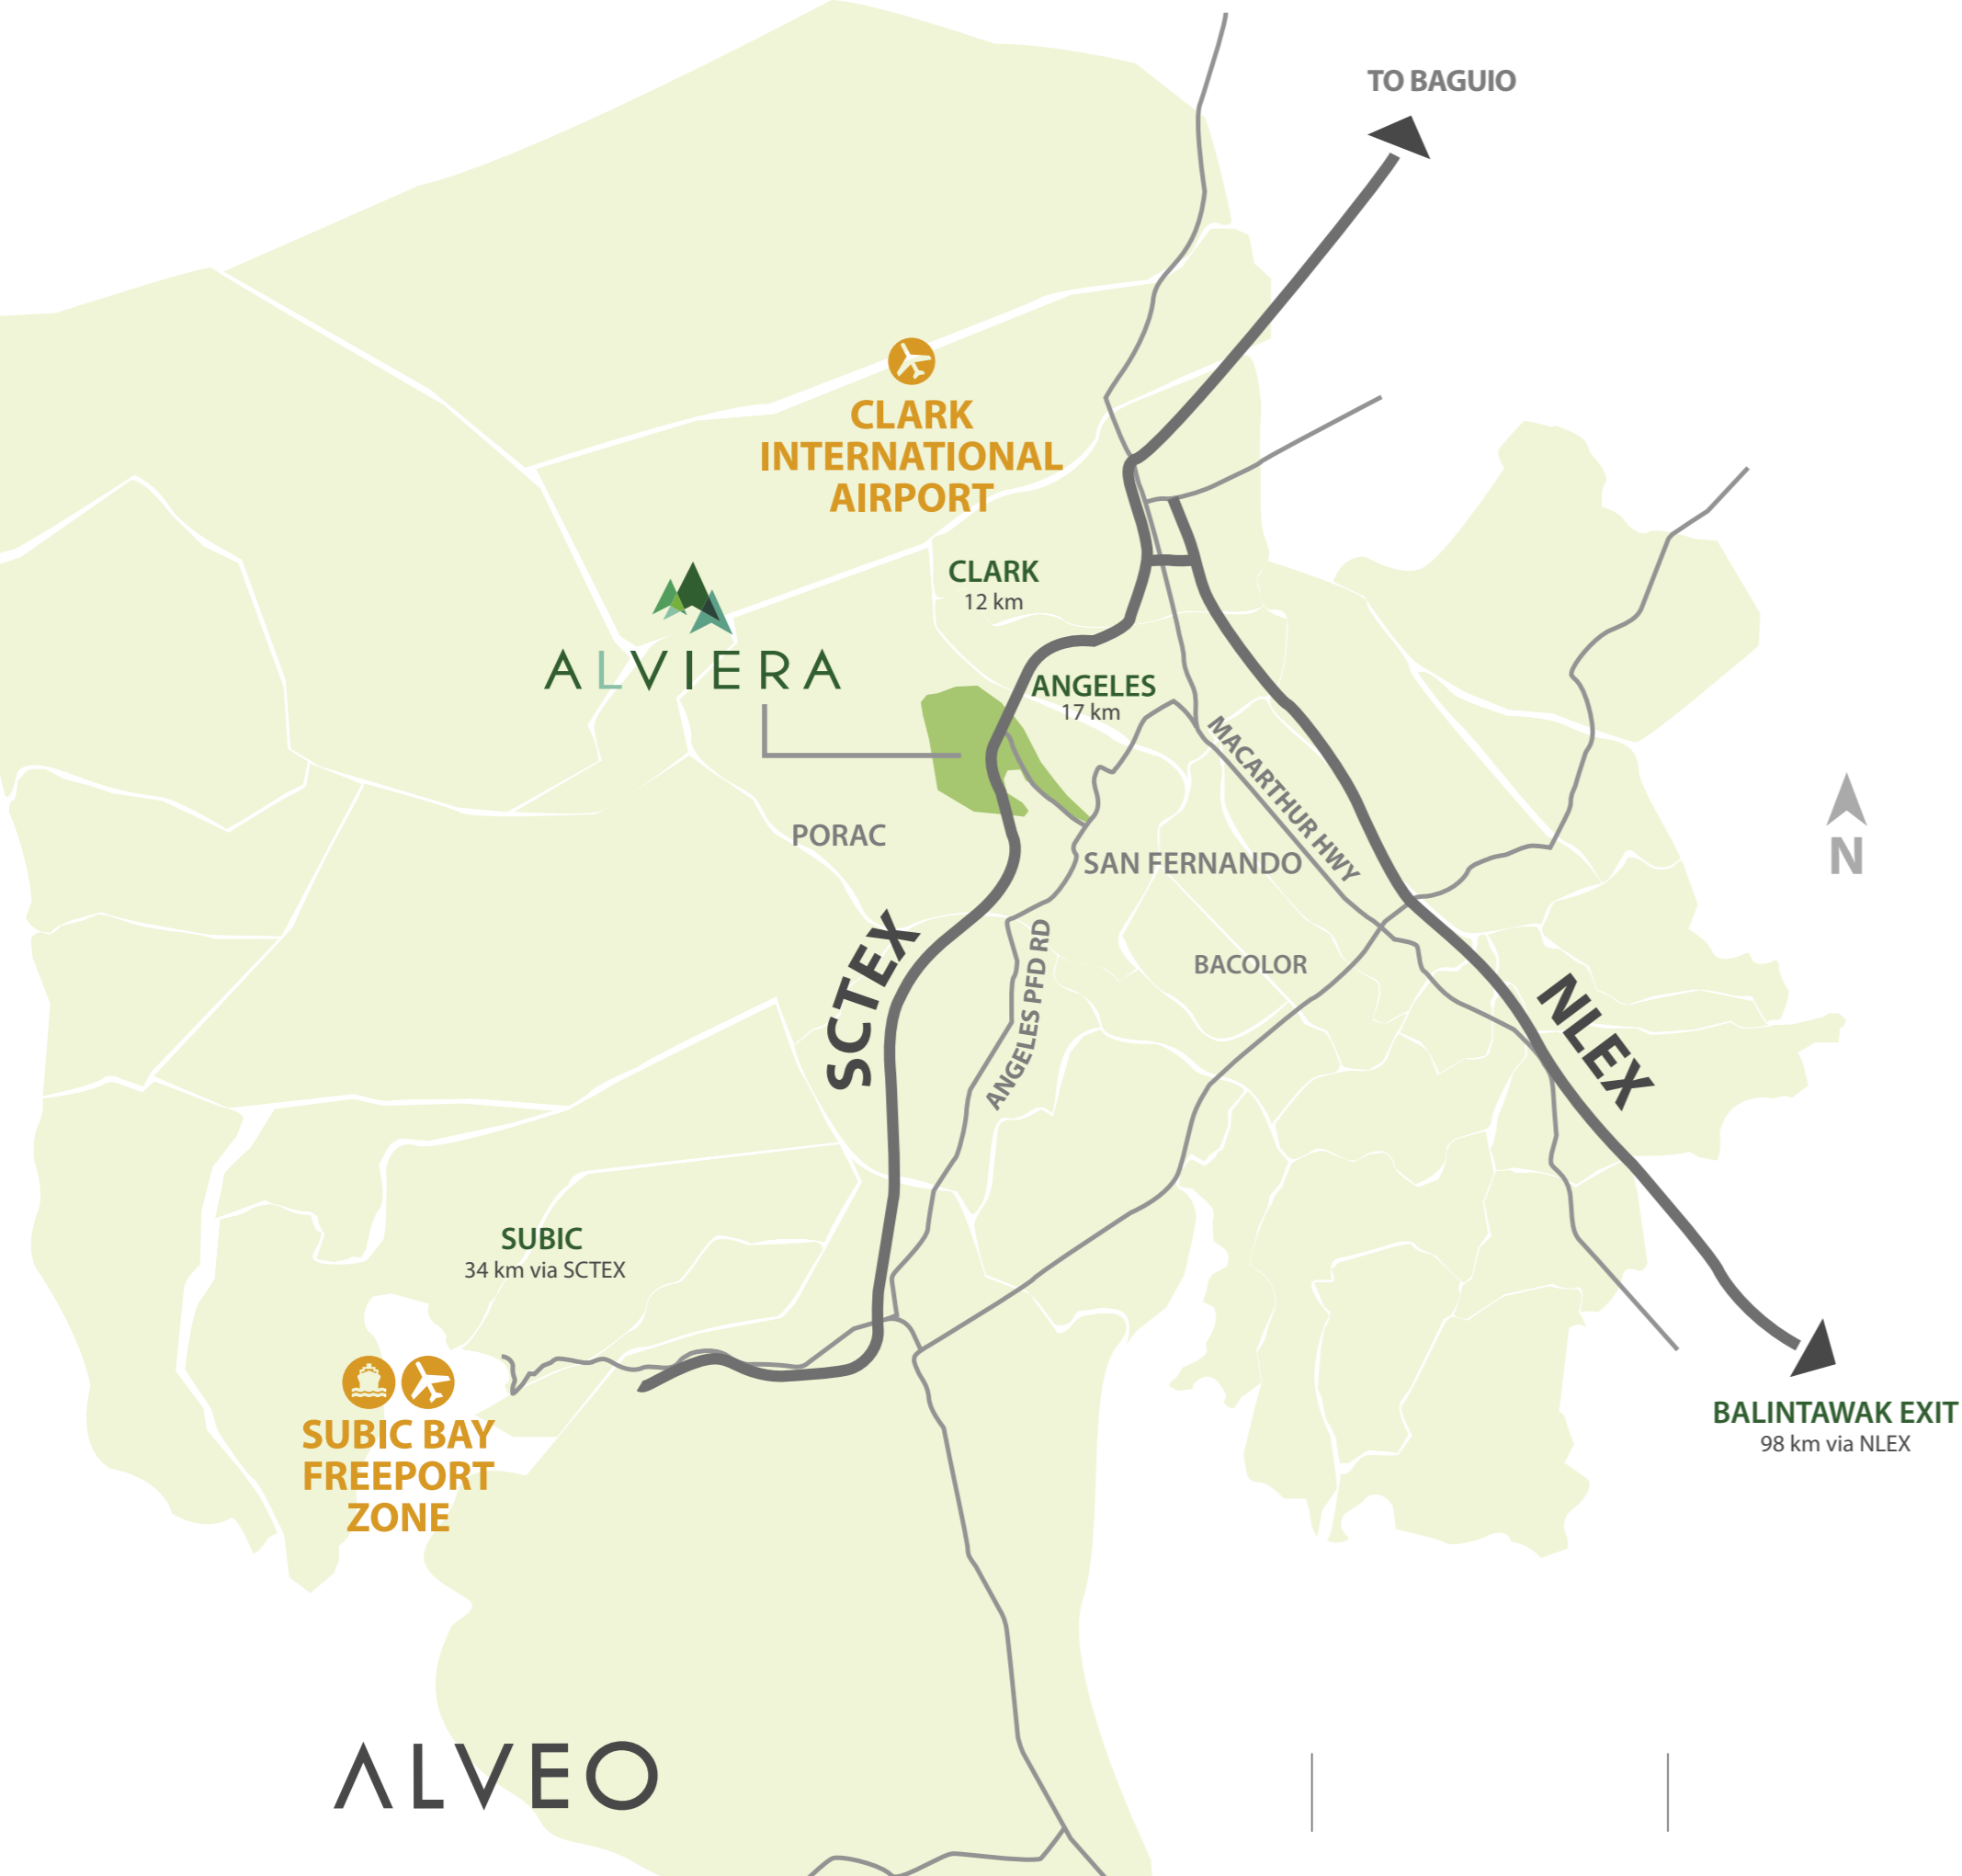 TO BAGUIO
CLARK
INTERNATIONAL
AIRPORT
CLARK
12 km
ALVIERA
ANGELES
17 km
MACARTHUR HWY
PORAC
SAN FERNANDO
N
SCTEX
ANGELES PFD RD
BACOLOR
NLEX
SUBIC
34 km via SCTEX
SUBIC BAY
FREEPORT
ZONE
BALINTAWAK EXIT
98 km via NLEX
ALVEO